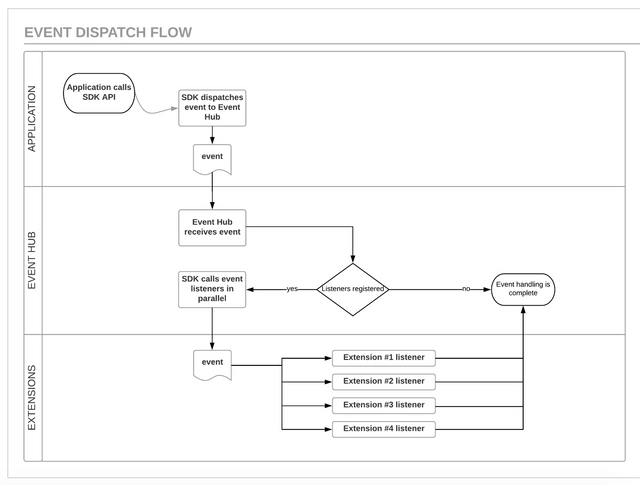 EVENT DISPATCH FLOW
APPLICATION
Application calls
SDK API
SDK dispatches
event to Event
Hub
event
EVENT HUB
Event Hub
receives event
SDK calls event
listeners in
parallel
yes
Listeners registered
no
Event handling is
complete
EXTENSIONS
event
Extension #1 listener
Extension #2 listener
Extension #3 listener
Extension #4 listener